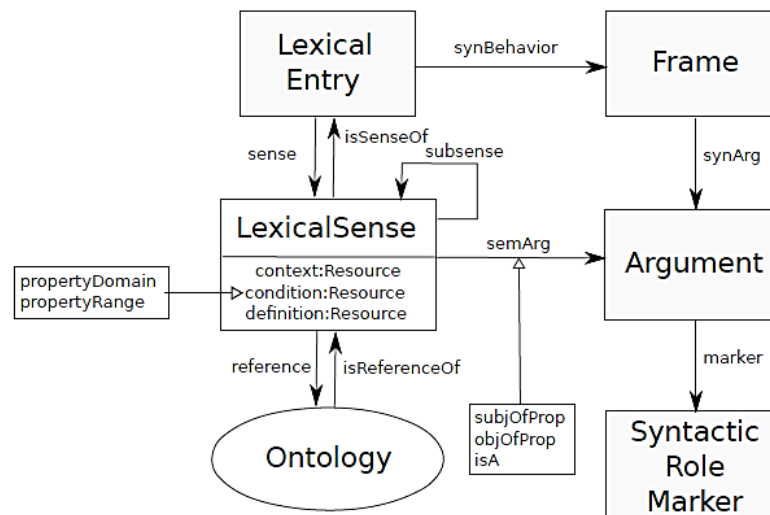 Lexical
Entry
synBehavior
Frame
sense
isSenseOf
subsense
synArg
LexicalSense
context:Resource
condition:Resource
definition:Resource
semArg
Argument
propertyDomain
propertyRange
reference
isReferenceOf
marker
subjOfProp
objOfProp
isA
Ontology
Syntactic
Role
Marker